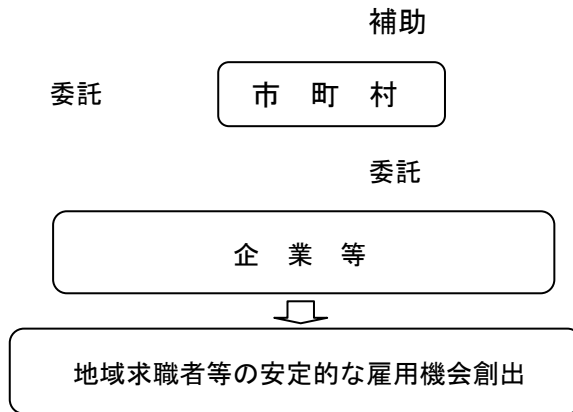 補助
委託
市 町 村
委託
企 業 等
地域求職者等の安定的な雇用機会創出